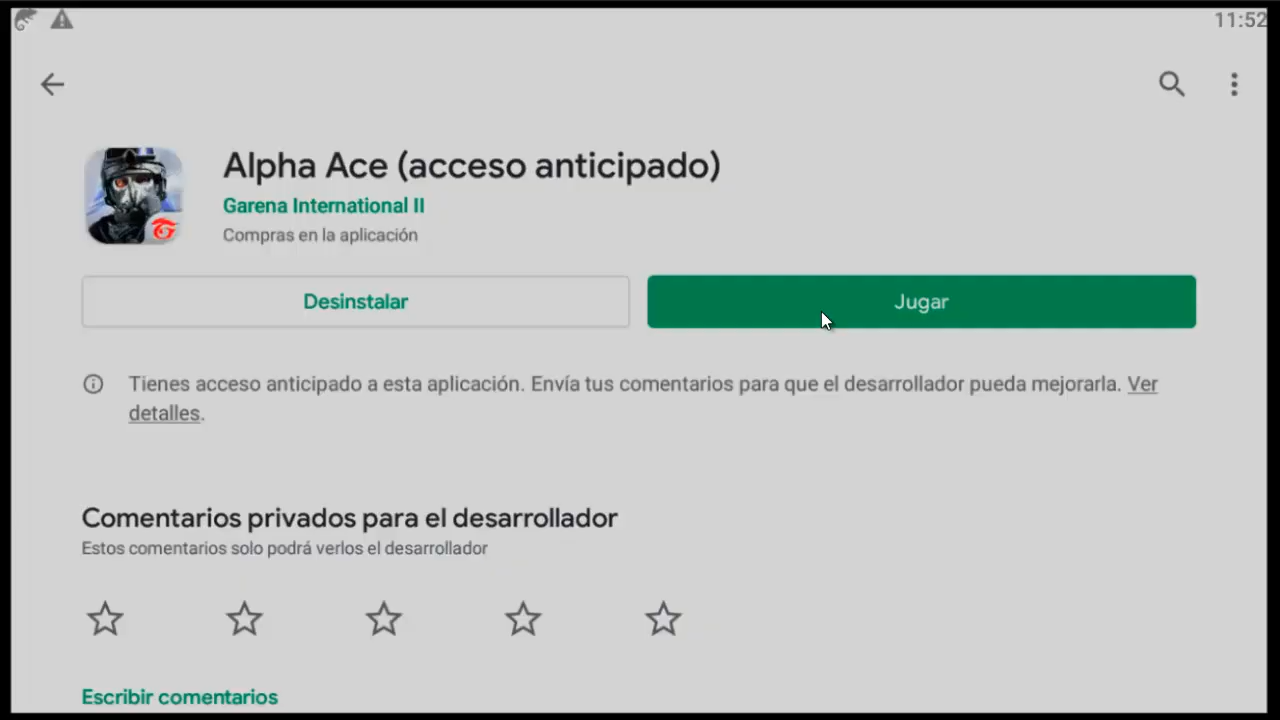 11:52
Alpha Ace (acceso anticipado)
Garena International II
Compras en la aplicación
Desinstalar
Jugar
Tienes acceso anticipado a esta aplicación. Envía tus comentarios para que el desarrollador pueda mejorarla. Ver
detalles.
Comentarios privados para el desarrollador
Estos comentarios solo podrá verlos el desarrollador
Escribir comentarios